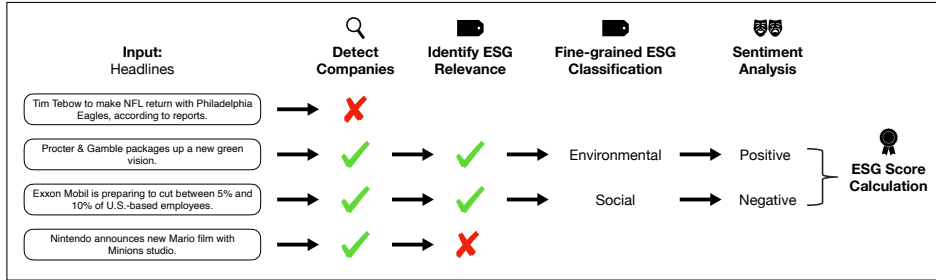 Input:
Headlines
Detect
Companies
Identify ESG
Relevance
Fine-grained ESG
Classification
Sentiment
Analysis
Tim Tebow to make NFL return with Philadelphia
Eagles, according to reports.
Procter & Gamble packages up a new green
vision.
Environmental
Positive
Exxon Mobil is preparing to cut between 5% and
10% of U.S.-based employees.
Social
Negative
ESG Score
Calculation
Nintendo announces new Mario film with
Minions studio.